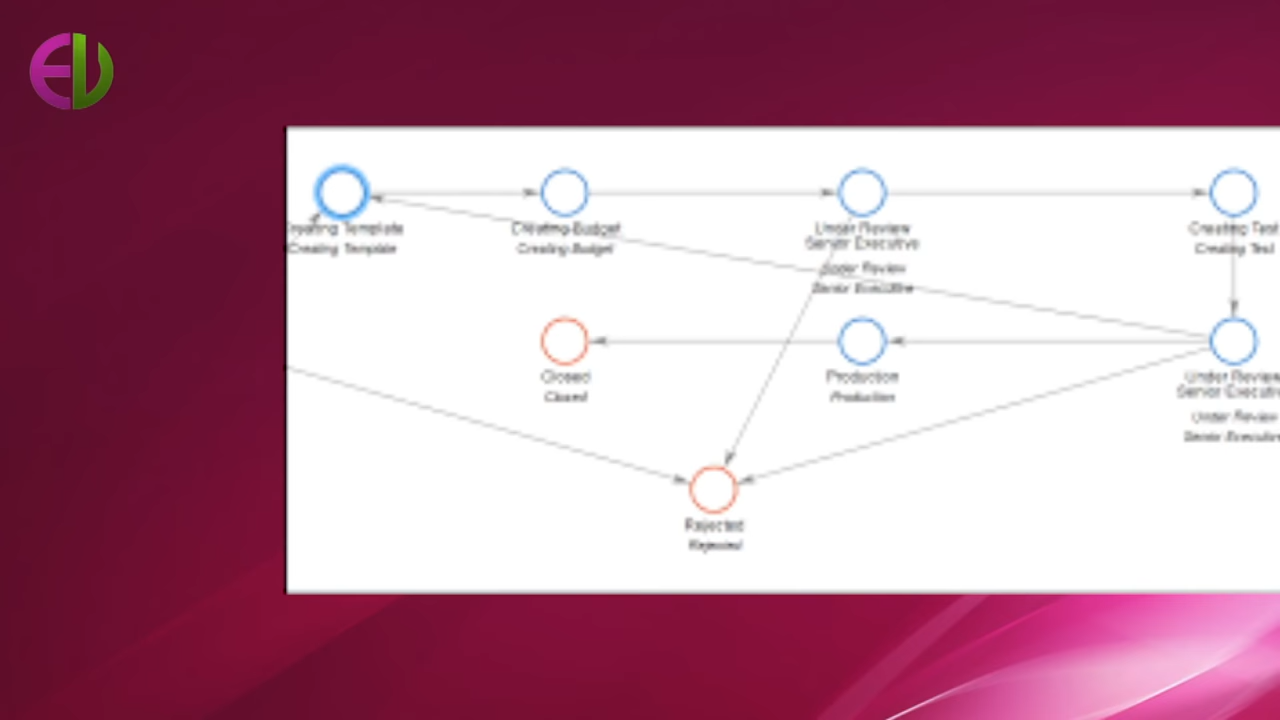 Creating Template
Creating Template
Creating Budget
Creating Budget
Under Review
Senior Executive
Under Review
Senior Executive
Creating Test
Creating Test
Closed
Closed
Production
Production
Under Review
Senior Executive
Under Review
Senior Executive
Rejected
Rejected